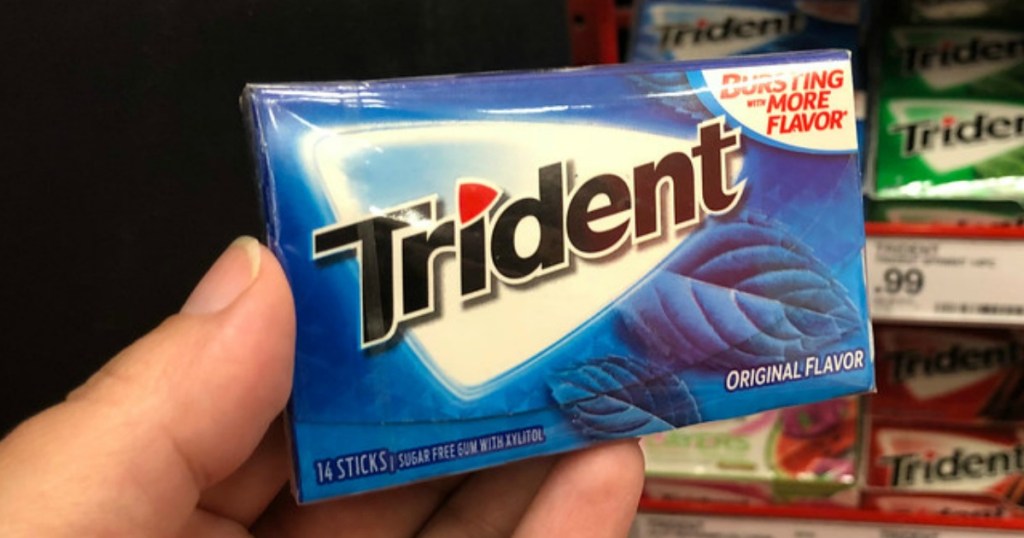 Trident
BURSTING
WITH MORE
FLAVOR*
Trident
ORIGINAL FLAVOR
14 STICKS | SUGAR FREE GUM WITH XYLITOL
Trident
Trident
TRIDENT
.99
Trident
AYERS
Trident